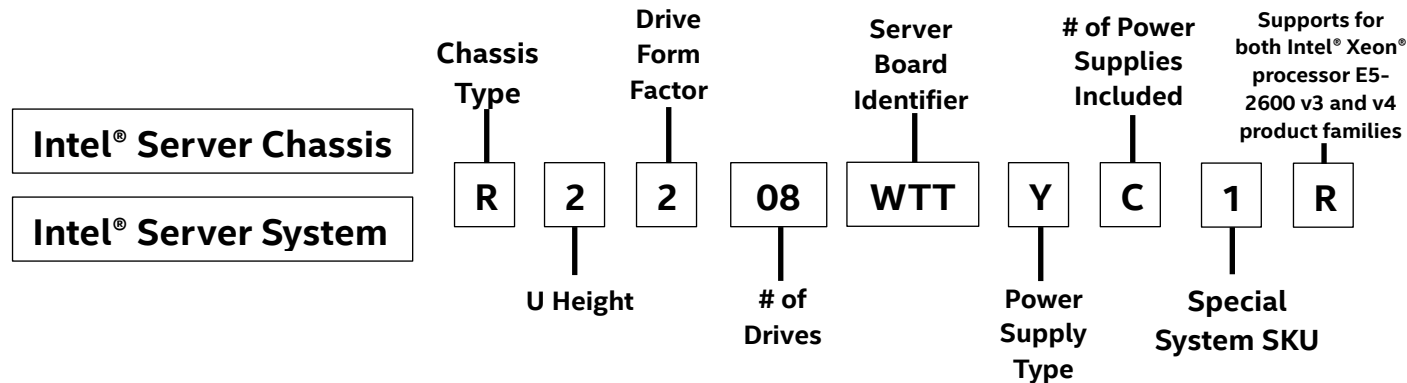 Chassis
Type
Drive
Form
Factor
Server
Board
Identifier
# of Power
Supplies
Included
Supports for
both Intel® Xeon®
processor E5-
2600 v3 and v4
product families
Intel® Server Chassis
Intel® Server System
R 2 2 08 WTT Y C 1 R
U Height
# of
Drives
Power
Supply
Type
Special
System SKU